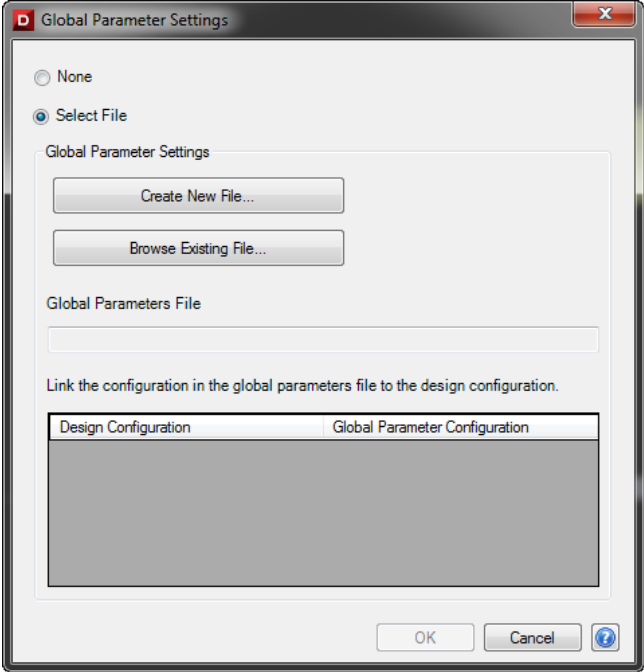 D Global Parameter Settings X
None
Select File
Global Parameter Settings
Create New File...
Browse Existing File...
Global Parameters File
Link the configuration in the global parameters file to the design configuration.
Design Configuration Global Parameter Configuration
OK Cancel ?